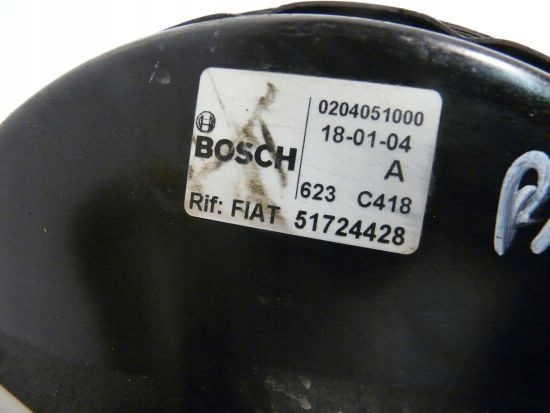 0204051000
18-01-04
BOSCH
A
623 C418
Rif: FIAT 51724428